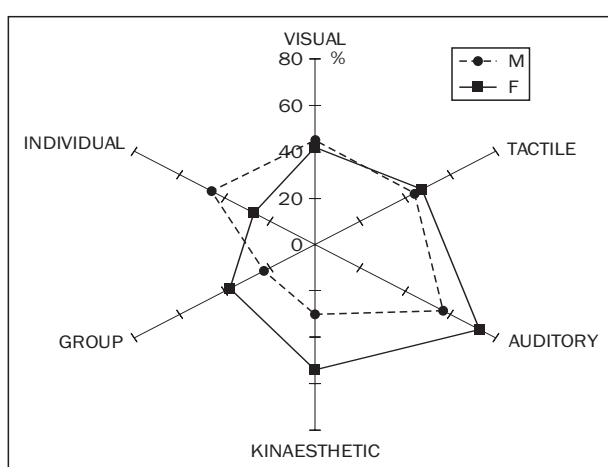 VISUAL
80
%
M
F
60
INDIVIDUAL
TACTILE
40
20
0
GROUP
AUDITORY
KINAESTHETIC